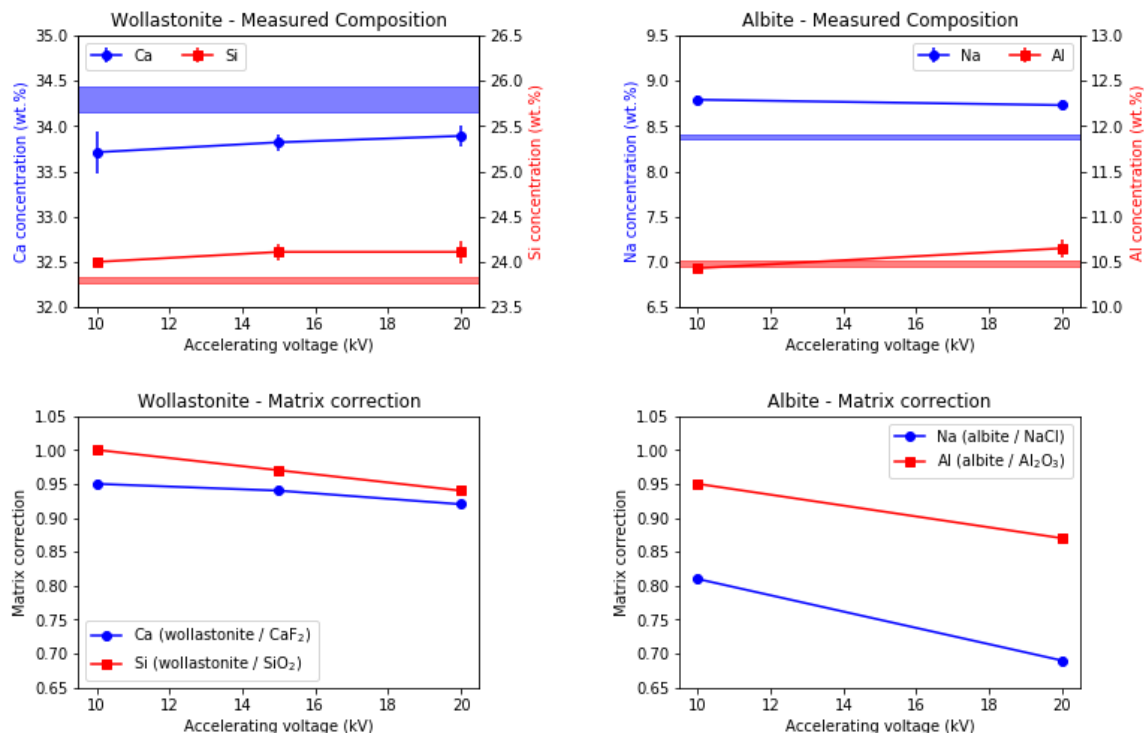 Wollastonite - Measured Composition
Ca
Si
35.0
34.5
34.0
33.5
33.0
32.5
32.0
Ca concentration (wt.%)
26.5
26.0
25.5
25.0
24.5
24.0
23.5
Si concentration (wt.%)
10 12 14 16 18 20
Accelerating voltage (kV)
Albite - Measured Composition
Na
Al
9.5
9.0
8.5
8.0
7.5
7.0
6.5
Na concentration (wt.%)
13.0
12.5
12.0
11.5
11.0
10.5
10.0
Al concentration (wt.%)
10 12 14 16 18 20
Accelerating voltage (kV)
Wollastonite - Matrix correction
1.05
1.00
0.95
0.90
0.85
0.80
0.75
0.70
0.65
Matrix correction
Ca (wollastonite / CaF₂)
Si (wollastonite / SiO₂)
10 12 14 16 18 20
Accelerating voltage (kV)
Albite - Matrix correction
Na (albite / NaCl)
Al (albite / Al₂O₃)
1.05
1.00
0.95
0.90
0.85
0.80
0.75
0.70
0.65
Matrix correction
10 12 14 16 18 20
Accelerating voltage (kV)